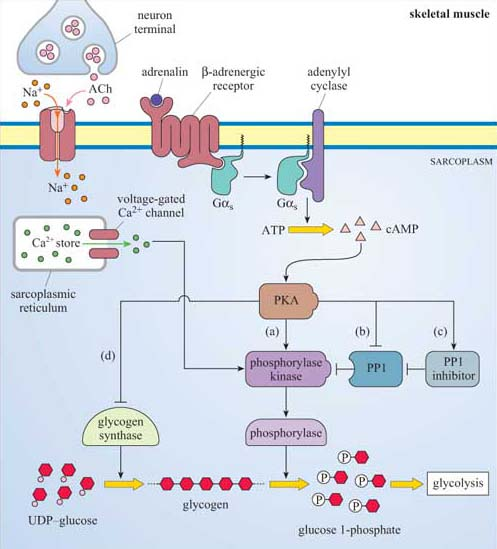 skeletal muscle
neuron
terminal
Na⁺
ACh
adrenalin
β-adrenergic
receptor
adenylyl
cyclase
SARCOPLASM
Na⁺
Gαs
Gαs
voltage-gated
Ca²⁺ channel
Ca²⁺ store
sarcoplasmic
reticulum
ATP
cAMP
PKA
(a)
(b)
(c)
(d)
phosphorylase
kinase
PP1
PP1
inhibitor
glycogen
synthase
phosphorylase
P
P
P
P
P
UDP–glucose
glycogen
glucose 1-phosphate
glycolysis